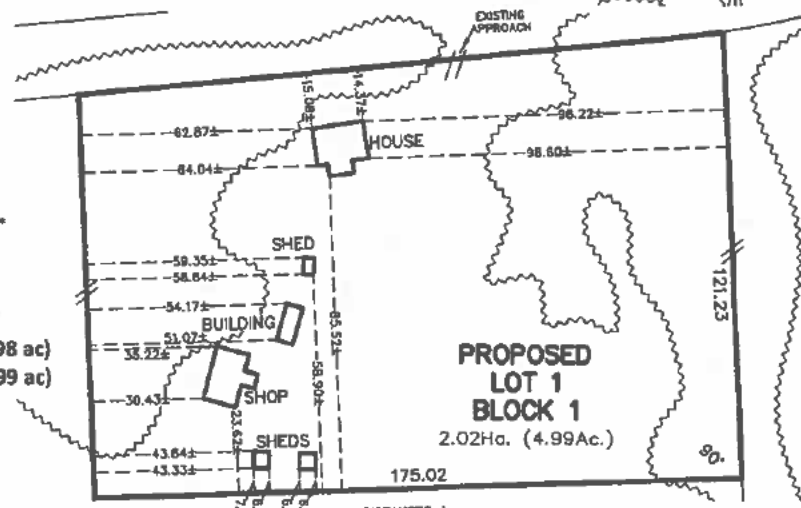 EXISTING
APPROACH
15.08±
14.37±
62.87±
96.22±
HOUSE
64.04±
98.60±
SHED
59.35±
58.64±
54.17±
BUILDING
51.07±
33.22±
85.52±
121.23
98 ac)
99 ac)
PROPOSED
LOT 1
BLOCK 1
2.02Ha. (4.99Ac.)
58.90±
30.43±
SHOP
23.62±
SHEDS
43.64±
43.33±
90.
175.02